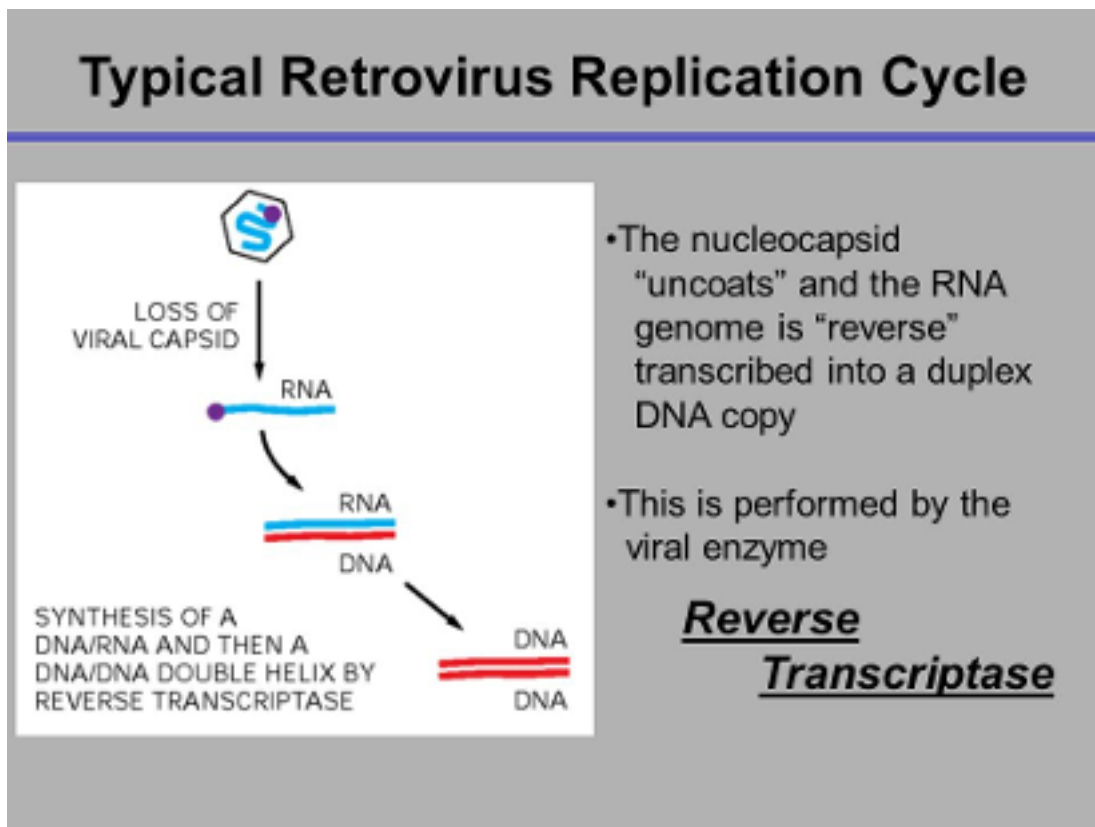 Typical Retrovirus Replication Cycle
LOSS OF
VIRAL CAPSID
RNA
RNA
DNA
SYNTHESIS OF A
DNA/RNA AND THEN A
DNA/DNA DOUBLE HELIX BY
REVERSE TRANSCRIPTASE
DNA
DNA
•The nucleocapsid
“uncoats” and the RNA
genome is “reverse”
transcribed into a duplex
DNA copy
•This is performed by the
viral enzyme
Reverse
Transcriptase